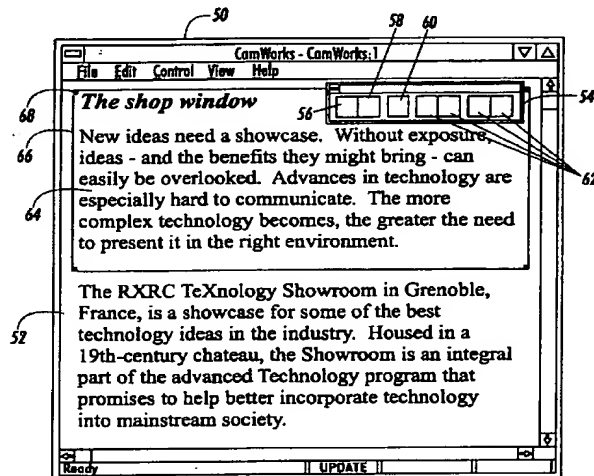 50
CamWorks - CamWorks:1
58
60
File Edit Control View Help
68
56
54
The shop window
66
New ideas need a showcase. Without exposure,
ideas - and the benefits they might bring - can
easily be overlooked. Advances in technology are
62
64
especially hard to communicate. The more
complex technology becomes, the greater the need
to present it in the right environment.
The RXRC TeXnology Showroom in Grenoble,
52
France, is a showcase for some of the best
technology ideas in the industry. Housed in a
19th-century chateau, the Showroom is an integral
part of the advanced Technology program that
promises to help better incorporate technology
into mainstream society.
Ready UPDATE